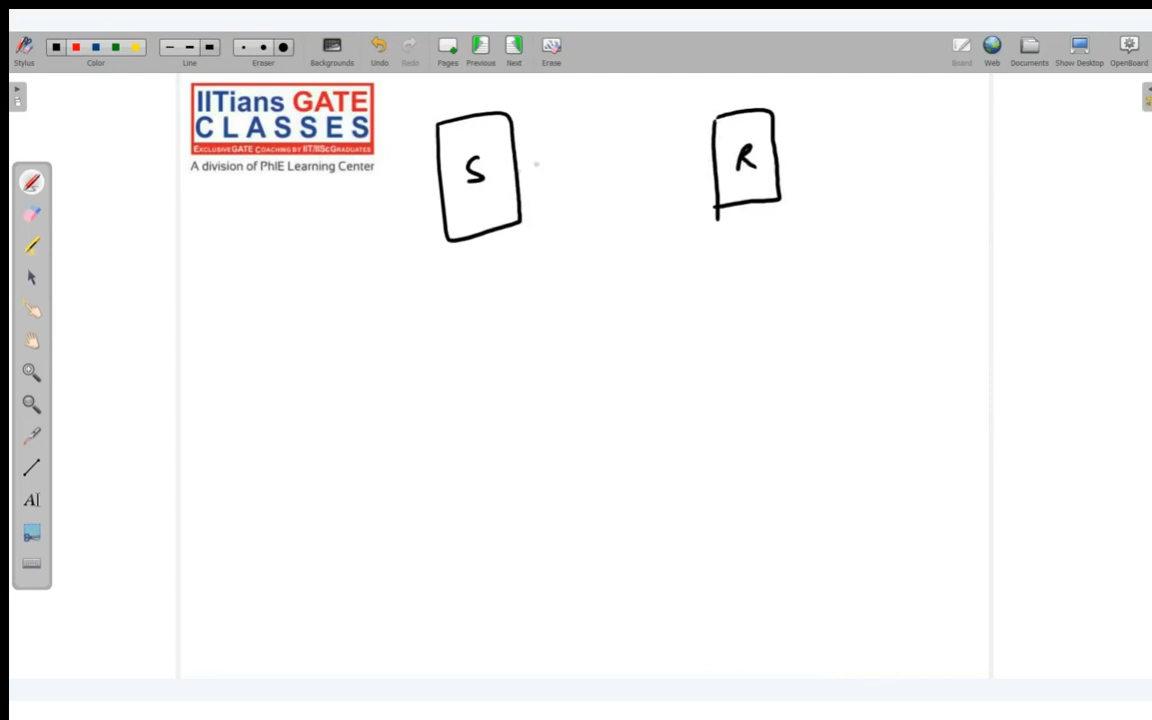 Stylus Color Line Eraser Backgrounds Undo Redo Pages Previous Next Erase Board Web Documents Show Desktop OpenBoard
IITians GATE
CLASSES
EXCLUSIVE GATE COACHING BY IIT/IISc GRADUATES
A division of PhIE Learning Center
S R